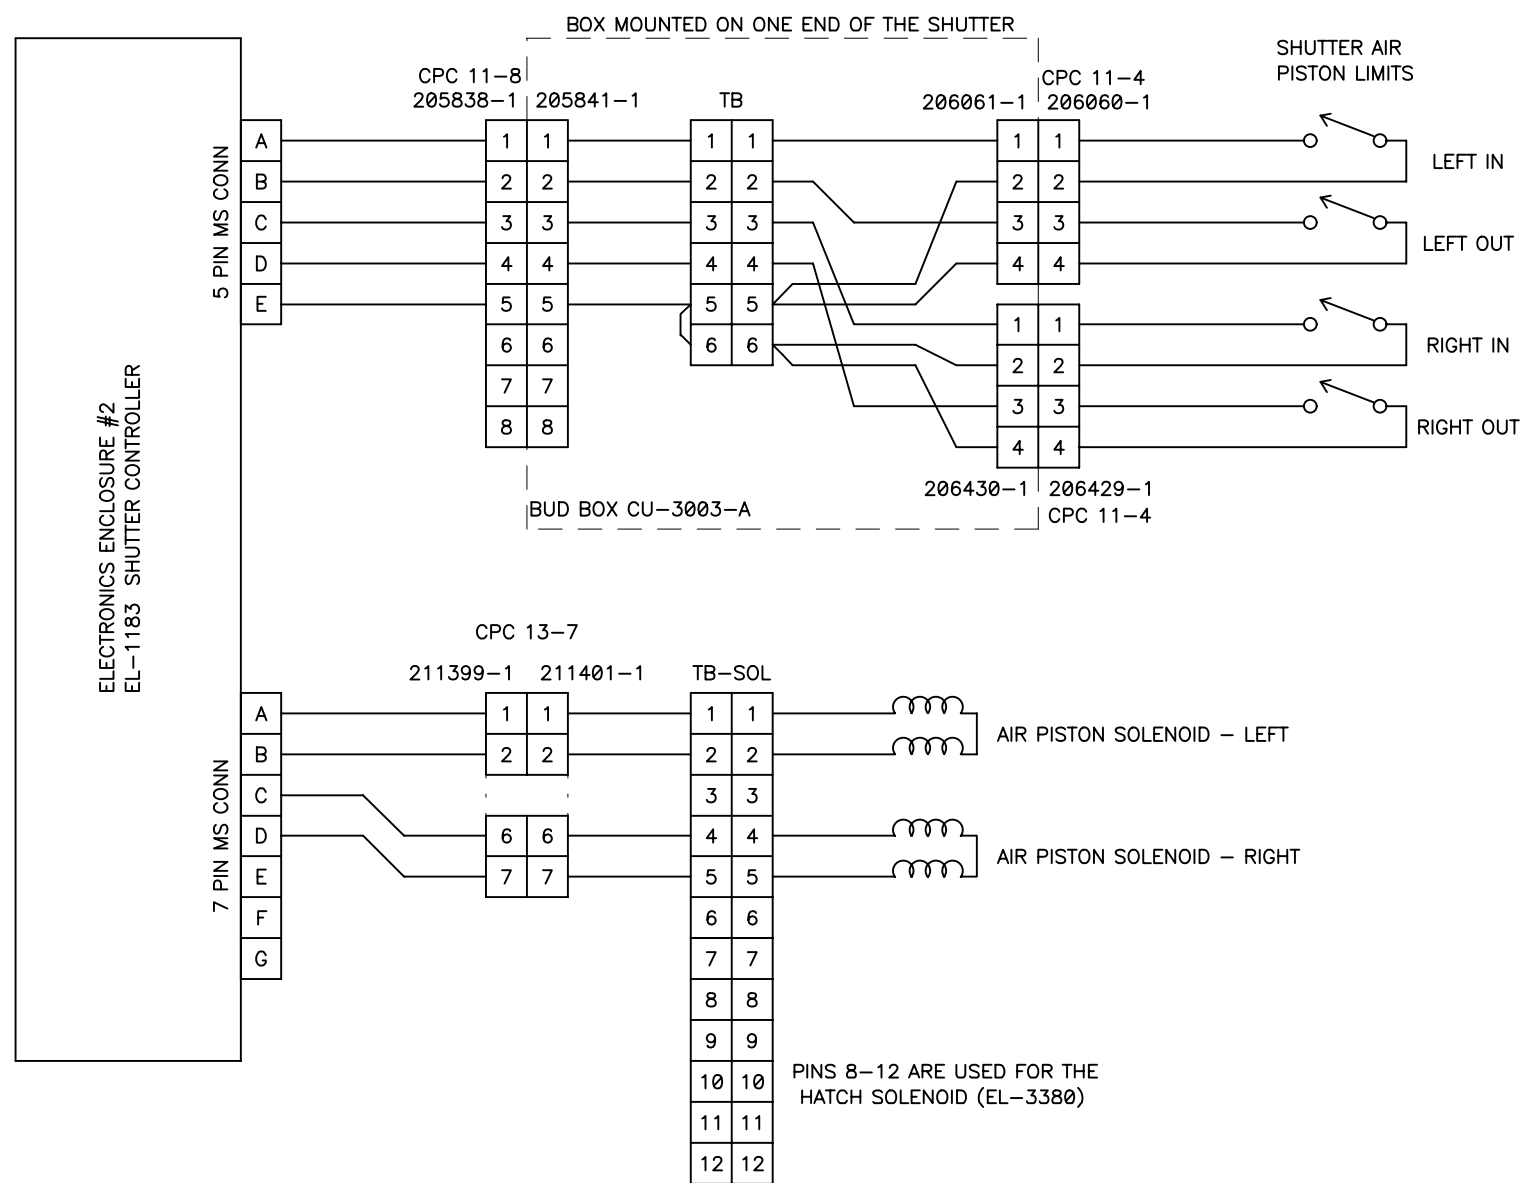 BOX MOUNTED ON ONE END OF THE SHUTTER
SHUTTER AIR
PISTON LIMITS
CPC 11-8
CPC 11-4
205838-1 205841-1
TB
206061-1 206060-1
5 PIN MS CONN
A 1 1 1 1 1 1
LEFT IN
B 2 2 2 2 2 2
C 3 3 3 3 3 3
LEFT OUT
D 4 4 4 4 4 4
E 5 5 5 5
1 1
RIGHT IN
6 6 6 6
2 2
7 7
3 3
RIGHT OUT
8 8
4 4
206430-1 206429-1
CPC 11-4
BUD BOX CU-3003-A
ELECTRONICS ENCLOSURE #2
EL-1183 SHUTTER CONTROLLER
CPC 13-7
211399-1 211401-1
TB-SOL
7 PIN MS CONN
A 1 1 1 1
AIR PISTON SOLENOID - LEFT
B 2 2 2 2
C 3 3
D 6 6 4 4
AIR PISTON SOLENOID - RIGHT
E 7 7 5 5
F 6 6
G 7 7
8 8
9 9
10 10
11 11
12 12
PINS 8-12 ARE USED FOR THE
HATCH SOLENOID (EL-3380)